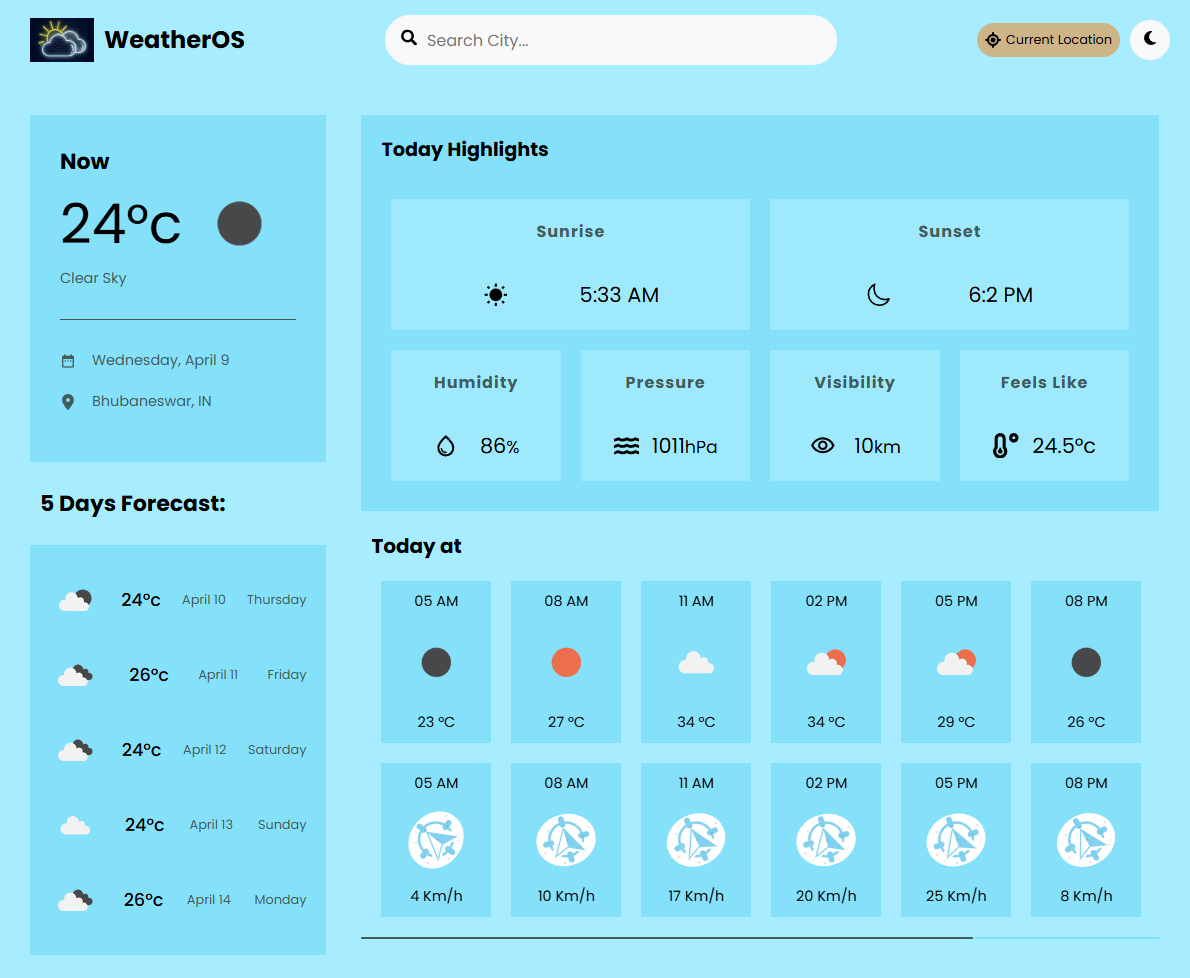 WeatherOS
Search City...
Current Location
Now
24°c
Clear Sky
Wednesday, April 9
Bhubaneswar, IN
5 Days Forecast:
24°c April 10 Thursday
26°c April 11 Friday
24°c April 12 Saturday
24°c April 13 Sunday
26°c April 14 Monday
Today Highlights
Sunrise
5:33 AM
Sunset
6:2 PM
Humidity
86%
Pressure
1011hPa
Visibility
10km
Feels Like
24.5°c
Today at
05 AM 08 AM 11 AM 02 PM 05 PM 08 PM
23 °C 27 °C 34 °C 34 °C 29 °C 26 °C
05 AM 08 AM 11 AM 02 PM 05 PM 08 PM
4 Km/h 10 Km/h 17 Km/h 20 Km/h 25 Km/h 8 Km/h